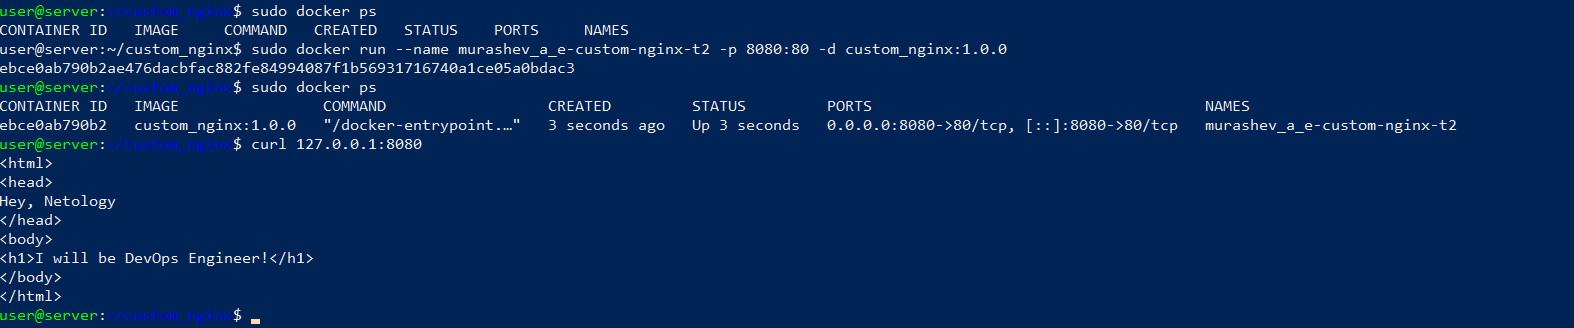 user@server:~/custom_nginx$ sudo docker ps
CONTAINER ID   IMAGE     COMMAND   CREATED   STATUS    PORTS     NAMES
user@server:~/custom_nginx$ sudo docker run --name murashev_a_e-custom-nginx-t2 -p 8080:80 -d custom_nginx:1.0.0
ebce0ab790b2ae476dacbfac882fe84994087f1b56931716740a1ce05a0bdac3
user@server:~/custom_nginx$ sudo docker ps
CONTAINER ID   IMAGE                COMMAND                  CREATED         STATUS         PORTS                                     NAMES
ebce0ab790b2   custom_nginx:1.0.0   "/docker-entrypoint.…"   3 seconds ago   Up 3 seconds   0.0.0.0:8080->80/tcp, [::]:8080->80/tcp   murashev_a_e-custom-nginx-t2
user@server:~/custom_nginx$ curl 127.0.0.1:8080
<html>
<head>
Hey, Netology
</head>
<body>
<h1>I will be DevOps Engineer!</h1>
</body>
</html>
user@server:~/custom_nginx$